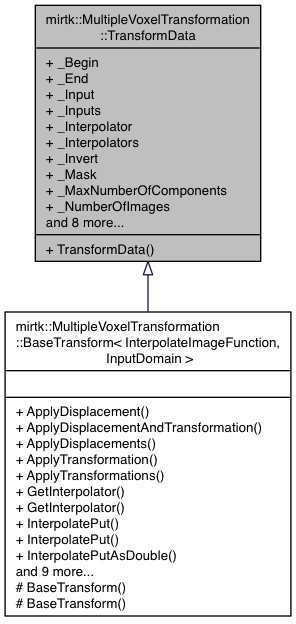 mirtk::MultipleVoxelTransformation
::TransformData
+ _Begin
+ _End
+ _Input
+ _Inputs
+ _Interpolator
+ _Interpolators
+ _Invert
+ _Mask
+ _MaxNumberOfComponents
+ _NumberOfImages
and 8 more...
+ TransformData()
mirtk::MultipleVoxelTransformation
::BaseTransform< InterpolateImageFunction,
InputDomain >
+ ApplyDisplacement()
+ ApplyDisplacementAndTransformation()
+ ApplyDisplacements()
+ ApplyTransformation()
+ ApplyTransformations()
+ GetInterpolator()
+ GetInterpolator()
+ InterpolatePut()
+ InterpolatePut()
+ InterpolatePutAsDouble()
and 9 more...
# BaseTransform()
# BaseTransform()